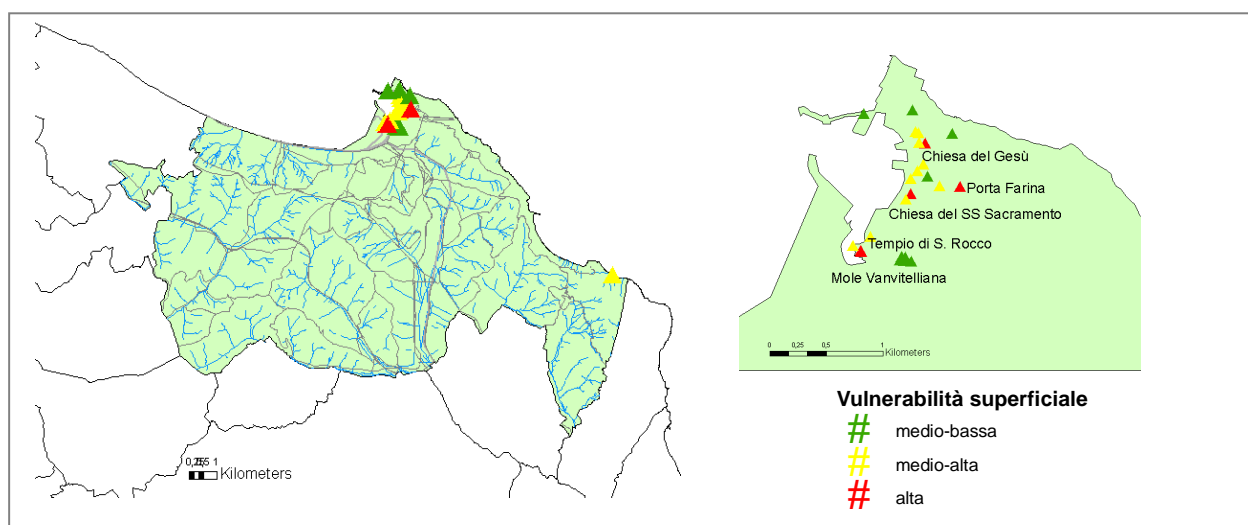 Chiesa del Gesù
Porta Farina
Chiesa del SS Sacramento
Tempio di S. Rocco
Mole Vanvitelliana
0 0,25 0,5 1
Kilometers
Kilometers
Vulnerabilità superficiale
# medio-bassa
# medio-alta
# alta